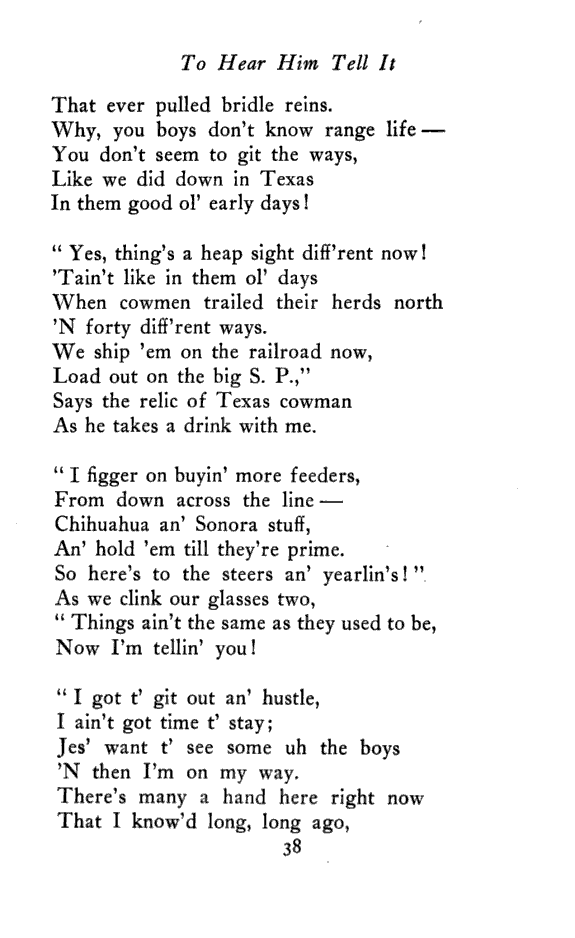 To Hear Him Tell It
That ever pulled bridle reins.
Why, you boys don't know range life —
You don't seem to git the ways,
Like we did down in Texas
In them good ol' early days!
“ Yes, thing's a heap sight diff'rent now!
'Tain't like in them ol' days
When cowmen trailed their herds north
'N forty diff'rent ways.
We ship 'em on the railroad now,
Load out on the big S. P.,”
Says the relic of Texas cowman
As he takes a drink with me.
“ I figger on buyin' more feeders,
From down across the line —
Chihuahua an' Sonora stuff,
An' hold 'em till they're prime.
So here's to the steers an' yearlin's! ”
As we clink our glasses two,
“ Things ain't the same as they used to be,
Now I'm tellin' you!
“ I got t' git out an' hustle,
I ain't got time t' stay;
Jes' want t' see some uh the boys
'N then I'm on my way.
There's many a hand here right now
That I know'd long, long ago,
38